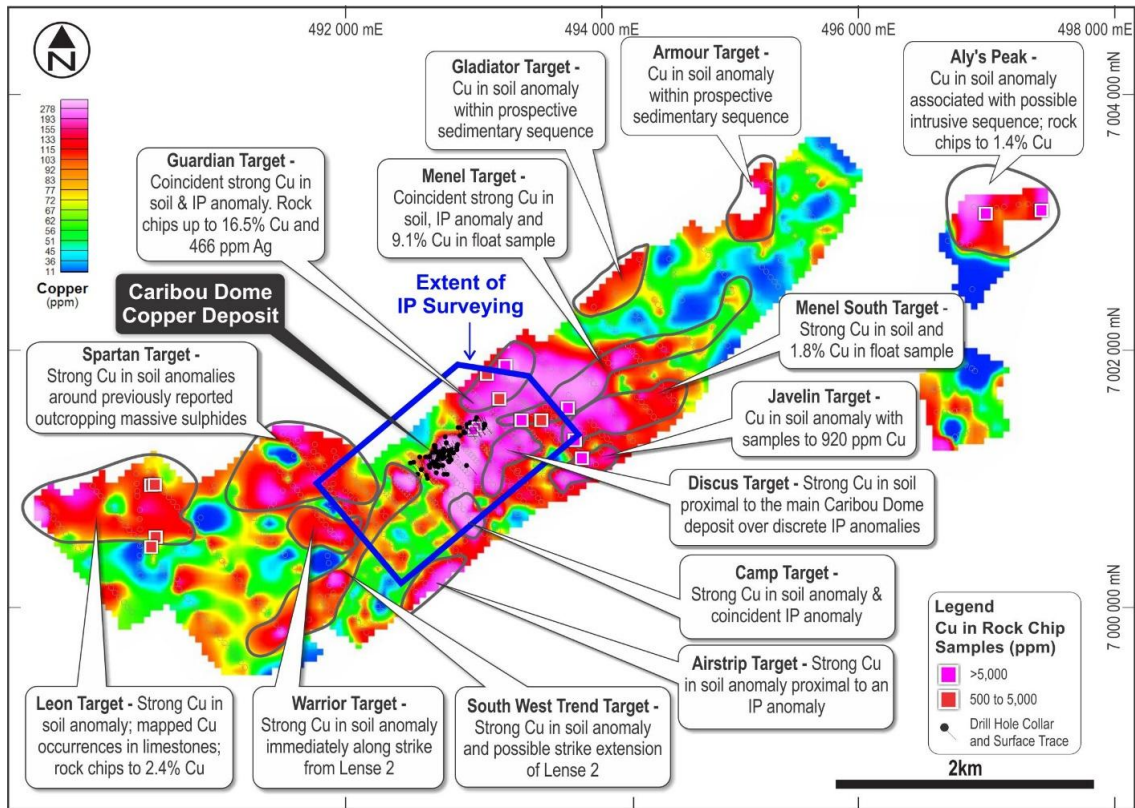 492 000 mE
494 000 mE
496 000 mE
498 000 mE
7 004 000 mN
7 002 000 mN
7 000 000 mN
N
278
193
155
133
115
102
92
83
77
72
67
63
57
52
46
36
27
11
Copper
(ppm)
Gladiator Target -
Cu in soil anomaly
within prospective
sedimentary sequence
Armour Target -
Cu in soil anomaly
within prospective
sedimentary sequence
Aly's Peak -
Cu in soil anomaly
associated with possible
intrusive sequence; rock
chips to 1.4% Cu
Guardian Target -
Coincident strong Cu in
soil & IP anomaly. Rock
chips up to 16.5% Cu and
466 ppm Ag
Menel Target -
Coincident strong Cu in
soil, IP anomaly and
9.1% Cu in float sample
Caribou Dome
Copper Deposit
Extent of
IP Surveying
Spartan Target -
Strong Cu in soil anomalies
around previously reported
outcropping massive sulphides
Menel South Target -
Strong Cu in soil and
1.8% Cu in float sample
Javelin Target -
Cu in soil anomaly with
samples to 920 ppm Cu
Discus Target - Strong Cu in soil
proximal to the main Caribou Dome
deposit over discrete IP anomalies
Camp Target -
Strong Cu in soil anomaly &
coincident IP anomaly
Airstrip Target - Strong Cu
in soil anomaly proximal to an
IP anomaly
Leon Target - Strong Cu in
soil anomaly; mapped Cu
occurrences in limestones;
rock chips to 2.4% Cu
Warrior Target -
Strong Cu in soil anomaly
immediately along strike
from Lense 2
South West Trend Target -
Strong Cu in soil anomaly
and possible strike extension
of Lense 2
Legend
Cu in Rock Chip
Samples (ppm)
>5,000
500 to 5,000
Drill Hole Collar
and Surface Trace
2km